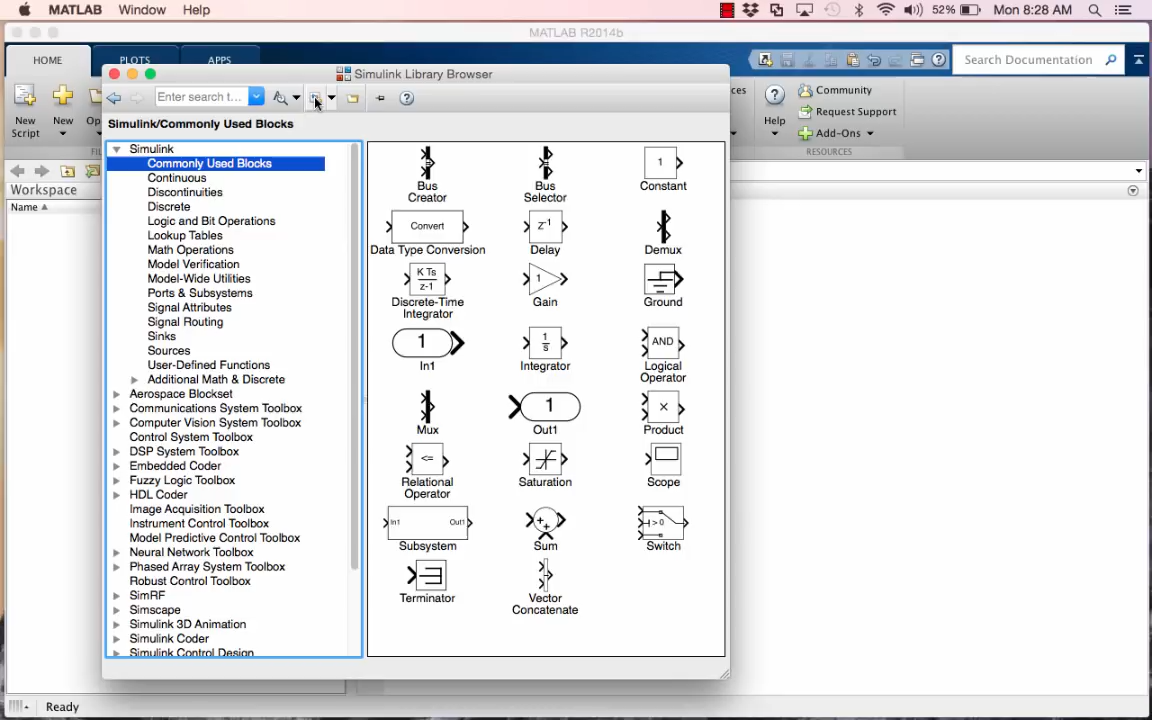 MATLAB Window Help
52% Mon 8:28 AM
MATLAB R2014b
HOME PLOTS APPS
Search Documentation
Simulink Library Browser
New Script
New
Enter search t...
Help
Community
Request Support
Add-Ons
RESOURCES
Simulink/Commonly Used Blocks
Workspace
Name
Simulink
Commonly Used Blocks
Continuous
Discontinuities
Discrete
Logic and Bit Operations
Lookup Tables
Math Operations
Model Verification
Model-Wide Utilities
Ports & Subsystems
Signal Attributes
Signal Routing
Sinks
Sources
User-Defined Functions
Additional Math & Discrete
Aerospace Blockset
Communications System Toolbox
Computer Vision System Toolbox
Control System Toolbox
DSP System Toolbox
Embedded Coder
Fuzzy Logic Toolbox
HDL Coder
Image Acquisition Toolbox
Instrument Control Toolbox
Model Predictive Control Toolbox
Neural Network Toolbox
Phased Array System Toolbox
Robust Control Toolbox
SimRF
Simscape
Simulink 3D Animation
Simulink Coder
Simulink Control Design
1
Bus Creator
Bus Selector
Constant
Convert
Z-1
Data Type Conversion
Delay
Demux
K Ts
z-1
1
Discrete-Time Integrator
Gain
Ground
1
1
s
AND
In1
Integrator
Logical Operator
1
×
Mux
Out1
Product
<=
Relational Operator
Saturation
Scope
In1 Out1
+
+
> 0
Subsystem
Sum
Switch
Terminator
Vector Concatenate
Ready